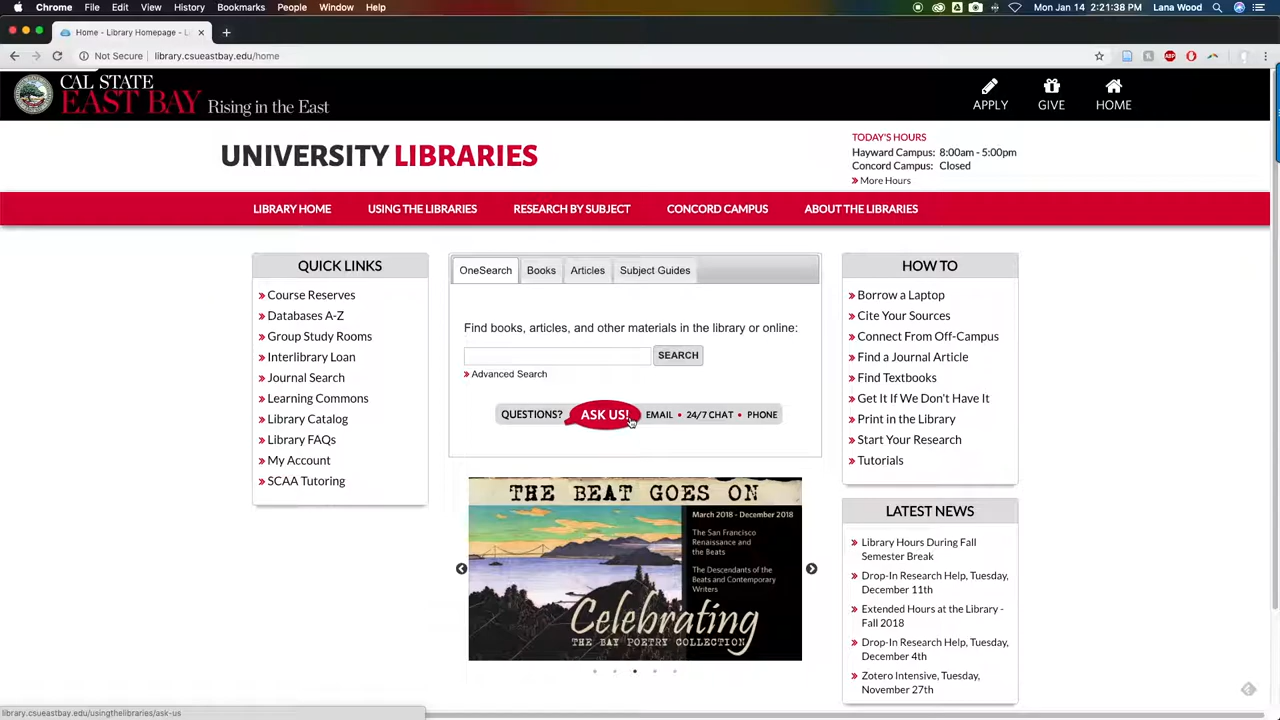 Chrome File Edit View History Bookmarks People Window Help
Mon Jan 14 2:21:38 PM Lana Wood
Home - Library Homepage - L
Not Secure library.csueastbay.edu/home
CAL STATE
EAST BAY Rising in the East
APPLY GIVE HOME
UNIVERSITY LIBRARIES
TODAY'S HOURS
Hayward Campus: 8:00am - 5:00pm
Concord Campus: Closed
More Hours
LIBRARY HOME USING THE LIBRARIES RESEARCH BY SUBJECT CONCORD CAMPUS ABOUT THE LIBRARIES
QUICK LINKS
Course Reserves
Databases A-Z
Group Study Rooms
Interlibrary Loan
Journal Search
Learning Commons
Library Catalog
Library FAQs
My Account
SCAA Tutoring
OneSearch Books Articles Subject Guides
Find books, articles, and other materials in the library or online:
SEARCH
Advanced Search
QUESTIONS? ASK US! EMAIL • 24/7 CHAT • PHONE
THE BEAT GOES ON
March 2018 - December 2018
The San Francisco
Renaissance and
the Beats
The Descendants of the
Beats and Contemporary
Writers
Celebrating
THE BAY POETRY COLLECTION
HOW TO
Borrow a Laptop
Cite Your Sources
Connect From Off-Campus
Find a Journal Article
Find Textbooks
Get It If We Don't Have It
Print in the Library
Start Your Research
Tutorials
LATEST NEWS
Library Hours During Fall
Semester Break
Drop-In Research Help, Tuesday,
December 11th
Extended Hours at the Library -
Fall 2018
Drop-In Research Help, Tuesday,
December 4th
Zotero Intensive, Tuesday,
November 27th
library.csueastbay.edu/usingthelibraries/ask-us